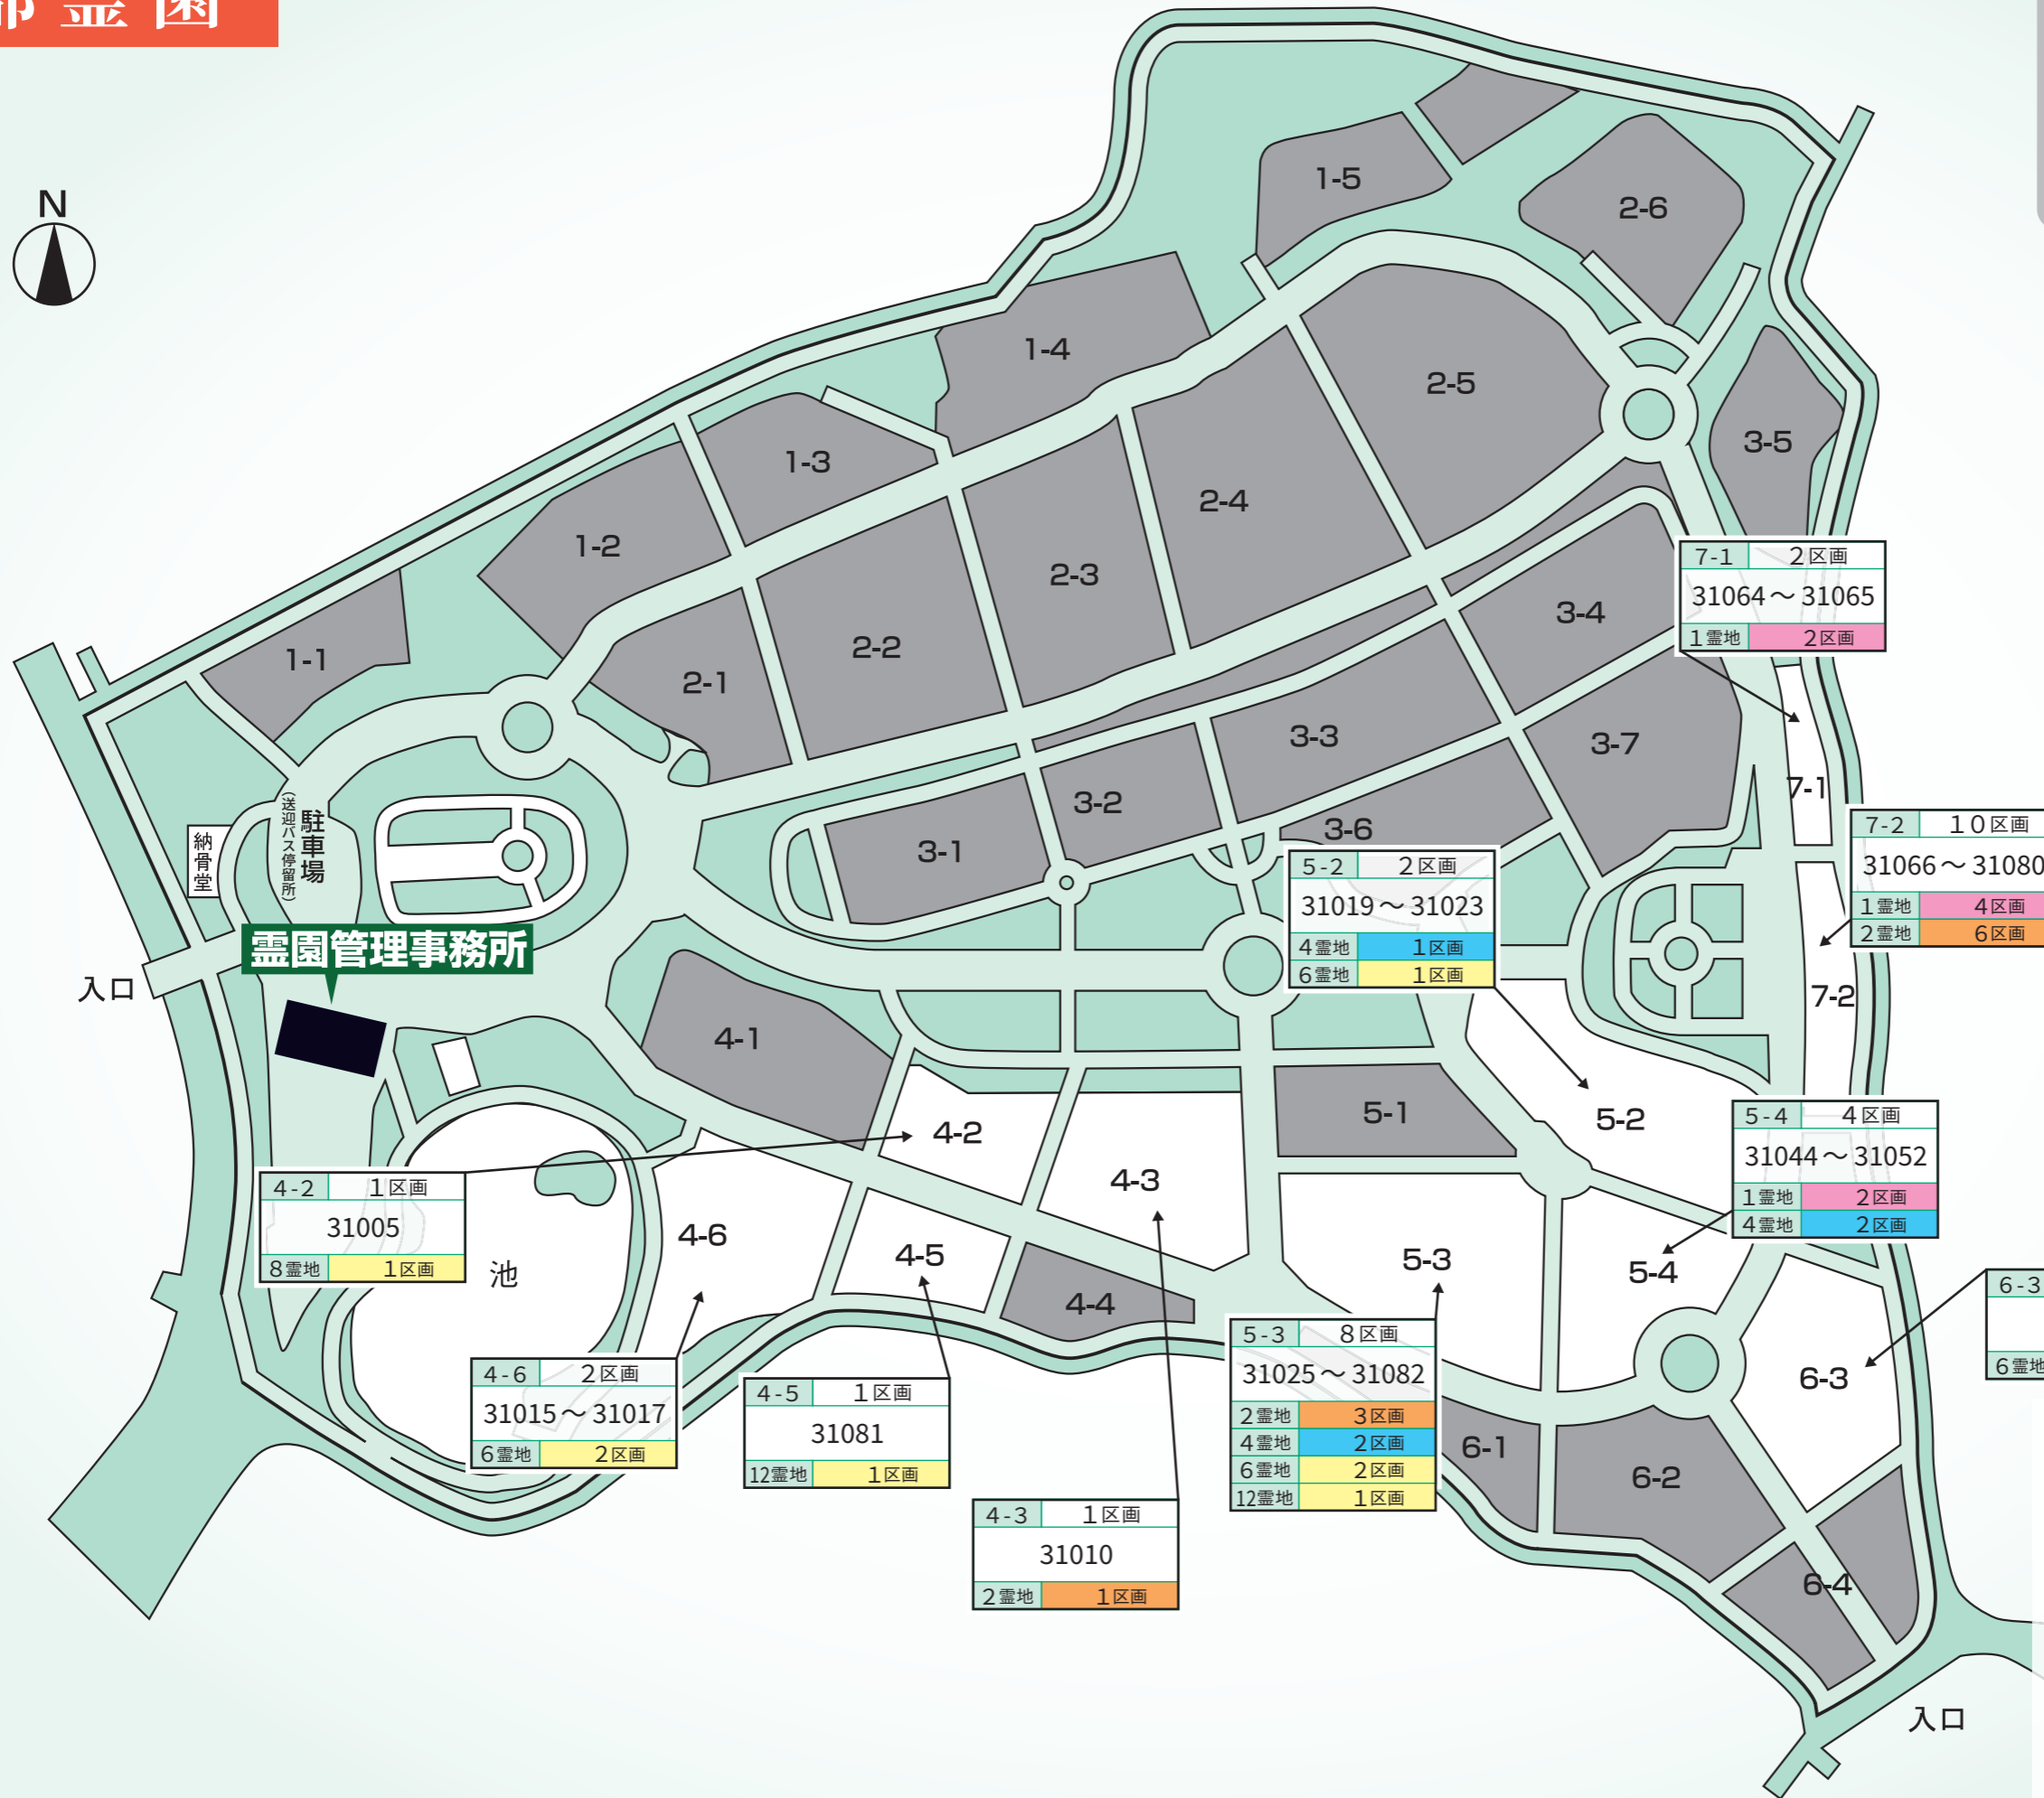 霊園
N
1-5
2-6
1-4
2-5
3-5
1-3
1-2
2-4
2-3
7-1 2区画
31064～31065
1霊地 2区画
3-4
1-1
2-2
2-1
3-3
3-7
7-1
3-2
3-6
3-1
駐車場
(送迎バス停留所)
納骨堂
7-2 10区画
31066～31080
1霊地 4区画
2霊地 6区画
5-2 2区画
31019～31023
4霊地 1区画
6霊地 1区画
霊園管理事務所
入口
7-2
4-1
5-1
5-2
4-2
5-4 4区画
31044～31052
1霊地 2区画
4霊地 2区画
4-3
4-2 1区画
31005
8霊地 1区画
4-6
4-5
5-3
5-4
池
4-4
6-3
6霊地
6-3
5-3 8区画
31025～31082
2霊地 3区画
4霊地 2区画
6霊地 2区画
12霊地 1区画
4-6 2区画
31015～31017
6霊地 2区画
4-5 1区画
31081
12霊地 1区画
6-1
6-2
4-3 1区画
31010
2霊地 1区画
6-4
入口